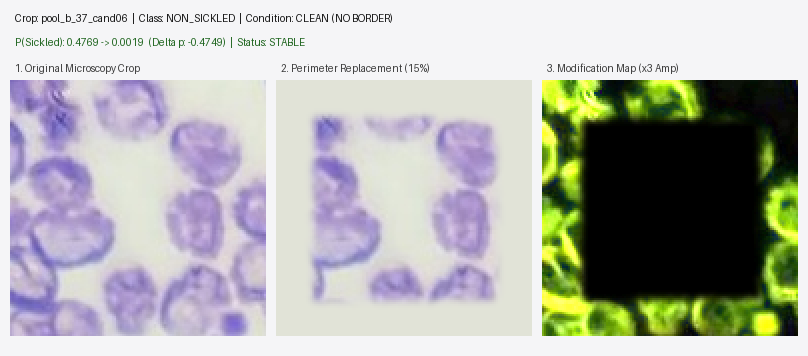 Crop: pool_b_37_cand06 | Class: NON_SICKLED | Condition: CLEAN (NO BORDER)
P(Sickled): 0.4769 -> 0.0019 (Delta p: -0.4749) | Status: STABLE
1. Original Microscopy Crop
2. Perimeter Replacement (15%)
3. Modification Map (x3 Amp)